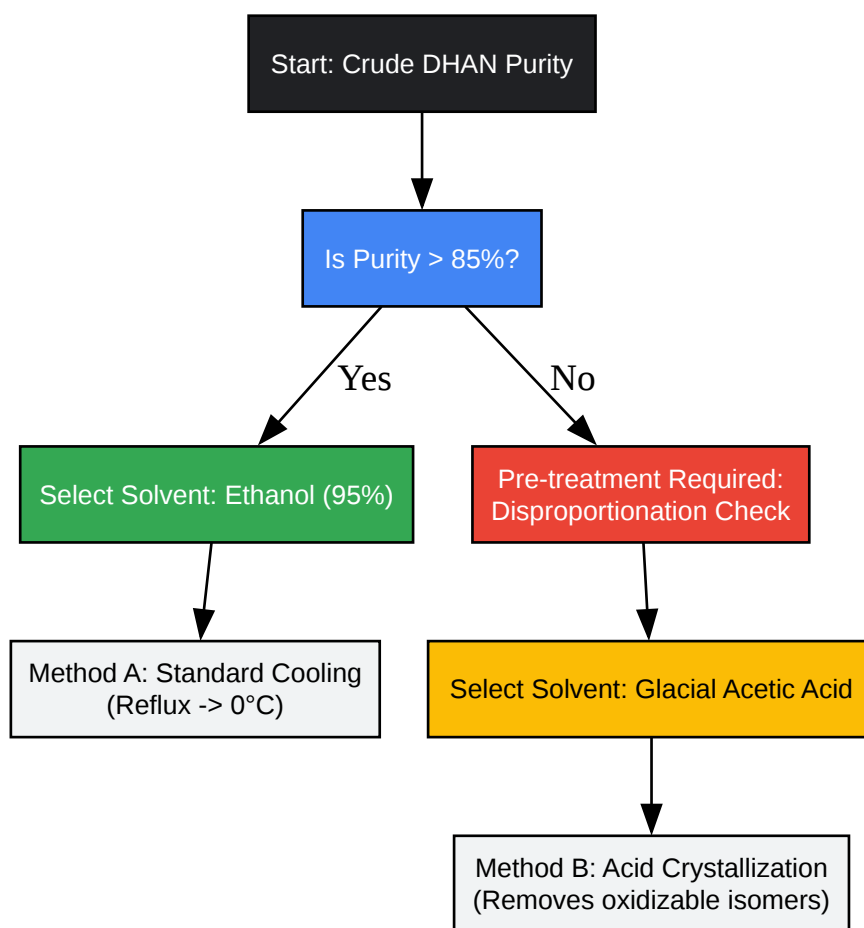 Start: Crude DHAN Purity
Is Purity > 85%?
Yes
No
Select Solvent: Ethanol (95%)
Pre-treatment Required:
Disproportionation Check
Method A: Standard Cooling
(Reflux -> 0°C)
Select Solvent: Glacial Acetic Acid
Method B: Acid Crystallization
(Removes oxidizable isomers)